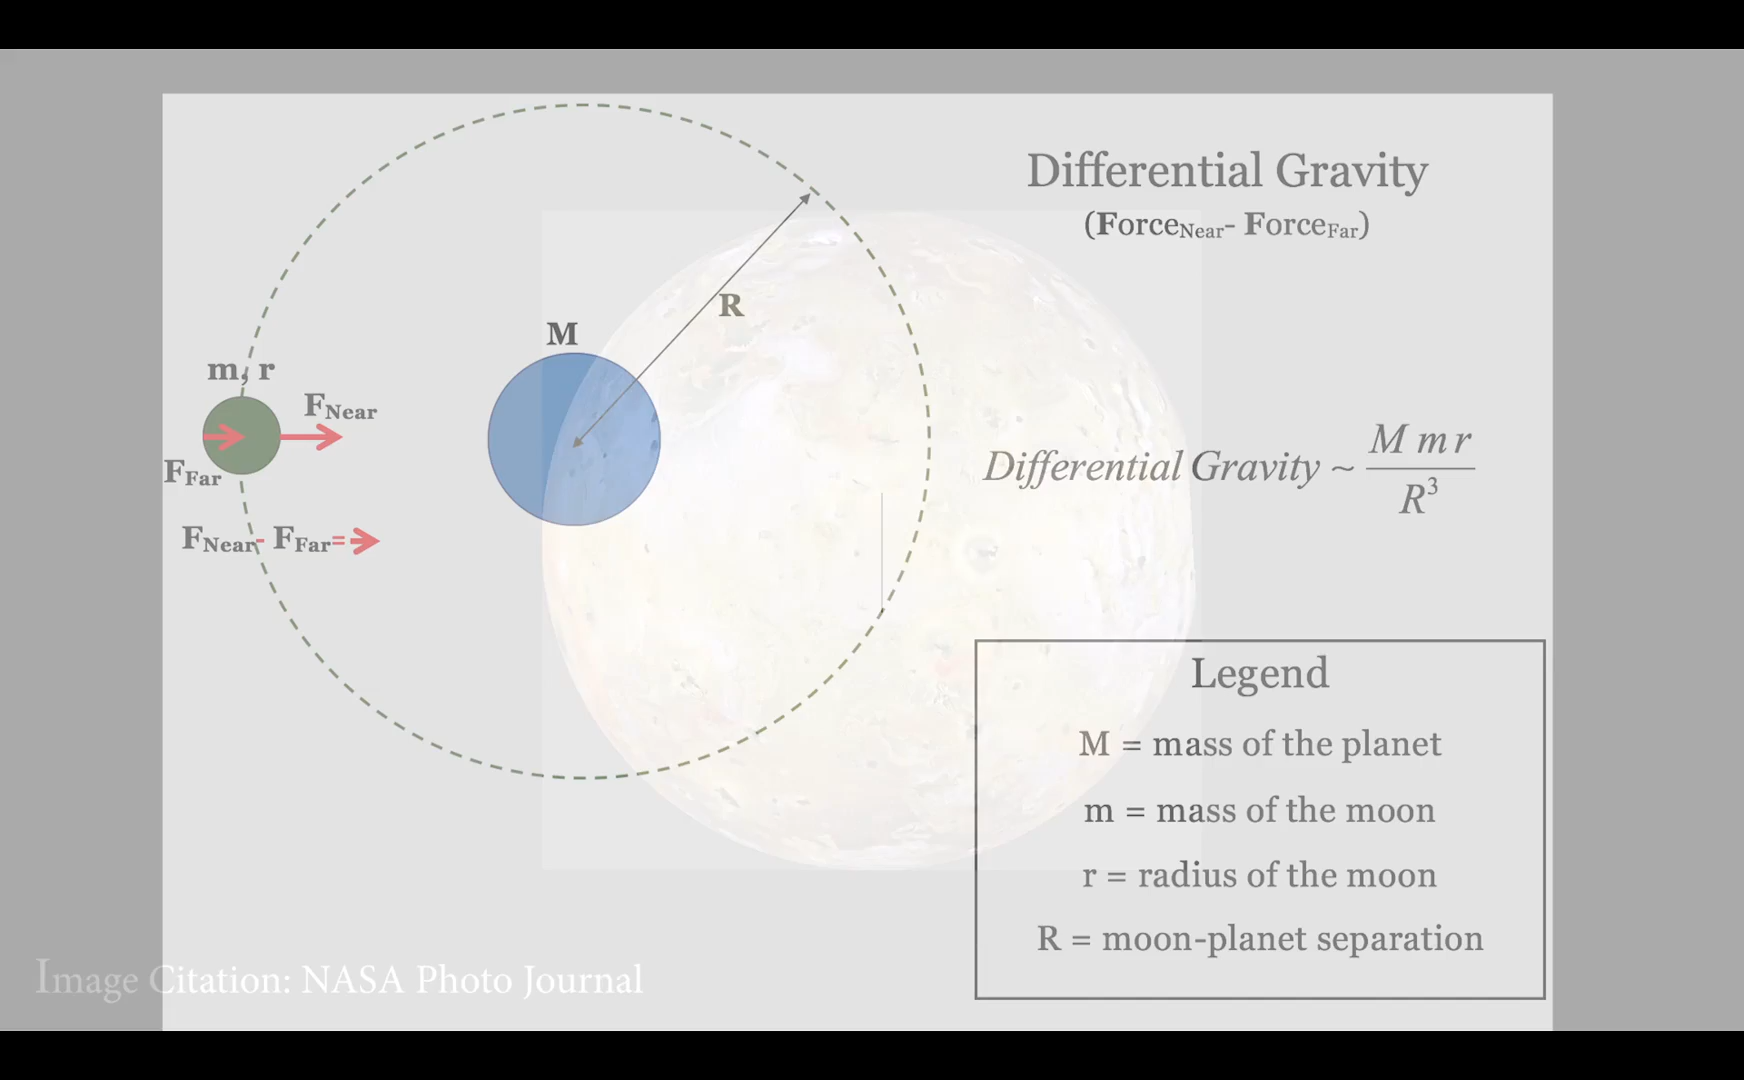 Differential Gravity
(ForceNear- ForceFar)
R
M
m, r
FNear
FFar
FNear- FFar=
Differential Gravity ~ M m r / R³
Legend
M = mass of the planet
m = mass of the moon
r = radius of the moon
R = moon-planet separation
Image Citation: NASA Photo Journal